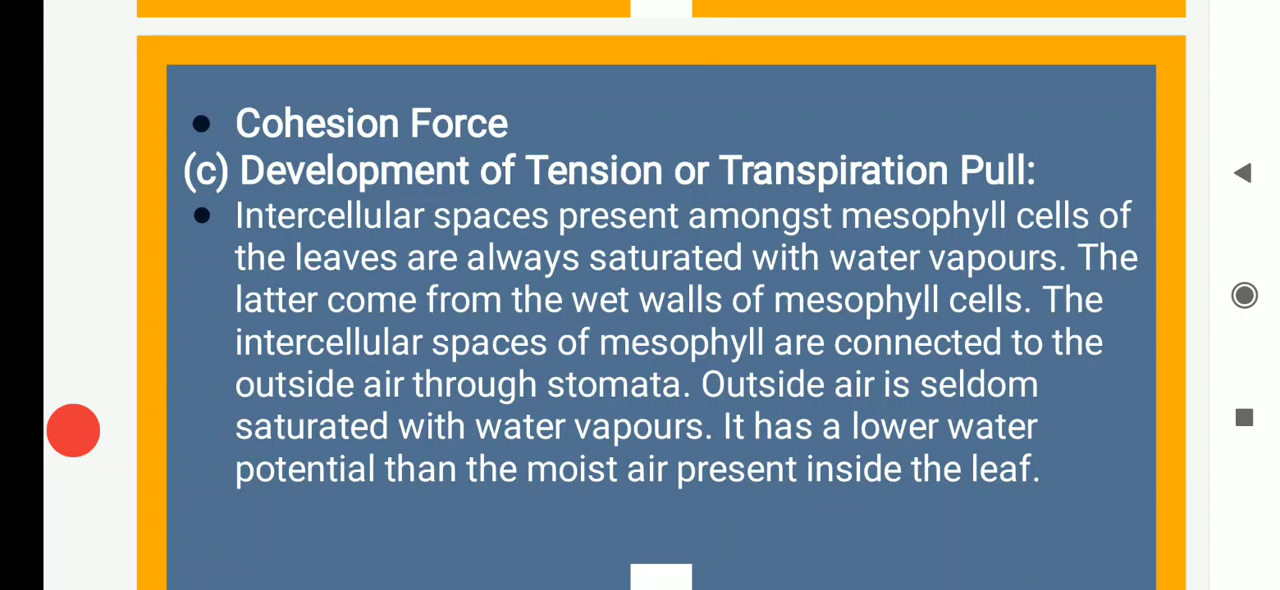 Cohesion Force
(c) Development of Tension or Transpiration Pull:
Intercellular spaces present amongst mesophyll cells of
the leaves are always saturated with water vapours. The
latter come from the wet walls of mesophyll cells. The
intercellular spaces of mesophyll are connected to the
outside air through stomata. Outside air is seldom
saturated with water vapours. It has a lower water
potential than the moist air present inside the leaf.